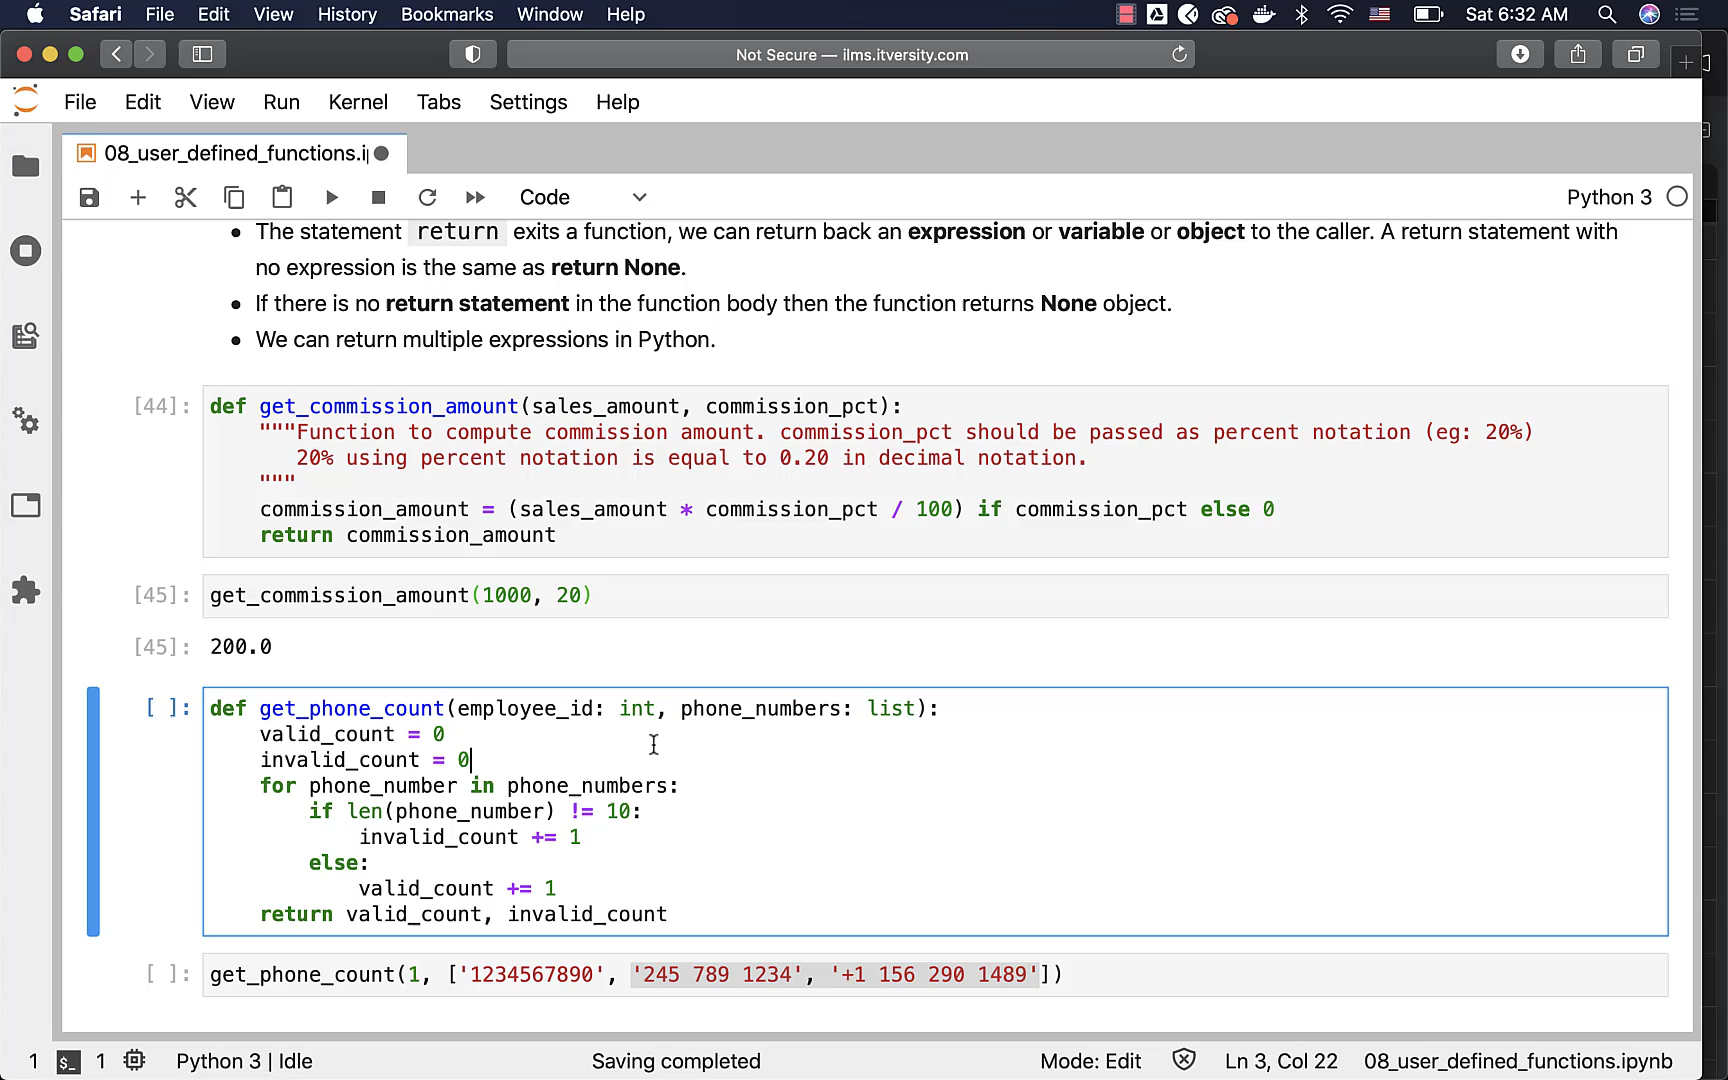 Safari File Edit View History Bookmarks Window Help Sat 6:32 AM
Not Secure — ilms.itversity.com
File Edit View Run Kernel Tabs Settings Help
08_user_defined_functions.i
Code Python 3
The statement return exits a function, we can return back an expression or variable or object to the caller. A return statement with
no expression is the same as return None.
If there is no return statement in the function body then the function returns None object.
We can return multiple expressions in Python.
[44]: def get_commission_amount(sales_amount, commission_pct):
"""Function to compute commission amount. commission_pct should be passed as percent notation (eg: 20%)
20% using percent notation is equal to 0.20 in decimal notation.
"""
commission_amount = (sales_amount * commission_pct / 100) if commission_pct else 0
return commission_amount
[45]: get_commission_amount(1000, 20)
[45]: 200.0
[ ]: def get_phone_count(employee_id: int, phone_numbers: list):
valid_count = 0
invalid_count = 0
for phone_number in phone_numbers:
if len(phone_number) != 10:
invalid_count += 1
else:
valid_count += 1
return valid_count, invalid_count
[ ]: get_phone_count(1, ['1234567890', '245 789 1234', '+1 156 290 1489'])
1 $_ 1 Python 3 | Idle Saving completed Mode: Edit Ln 3, Col 22 08_user_defined_functions.ipynb